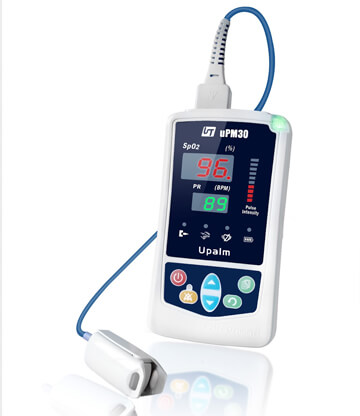 uPM30
SpO2 (%)
96.
PR (BPM)
89
Pulse
Intensity
Upalm